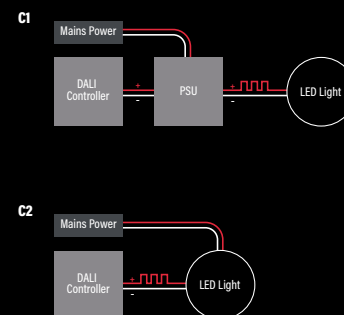 C1
Mains Power
DALI
Controller
+
-
PSU
+
-
LED Light
C2
Mains Power
DALI
Controller
+
-
LED Light